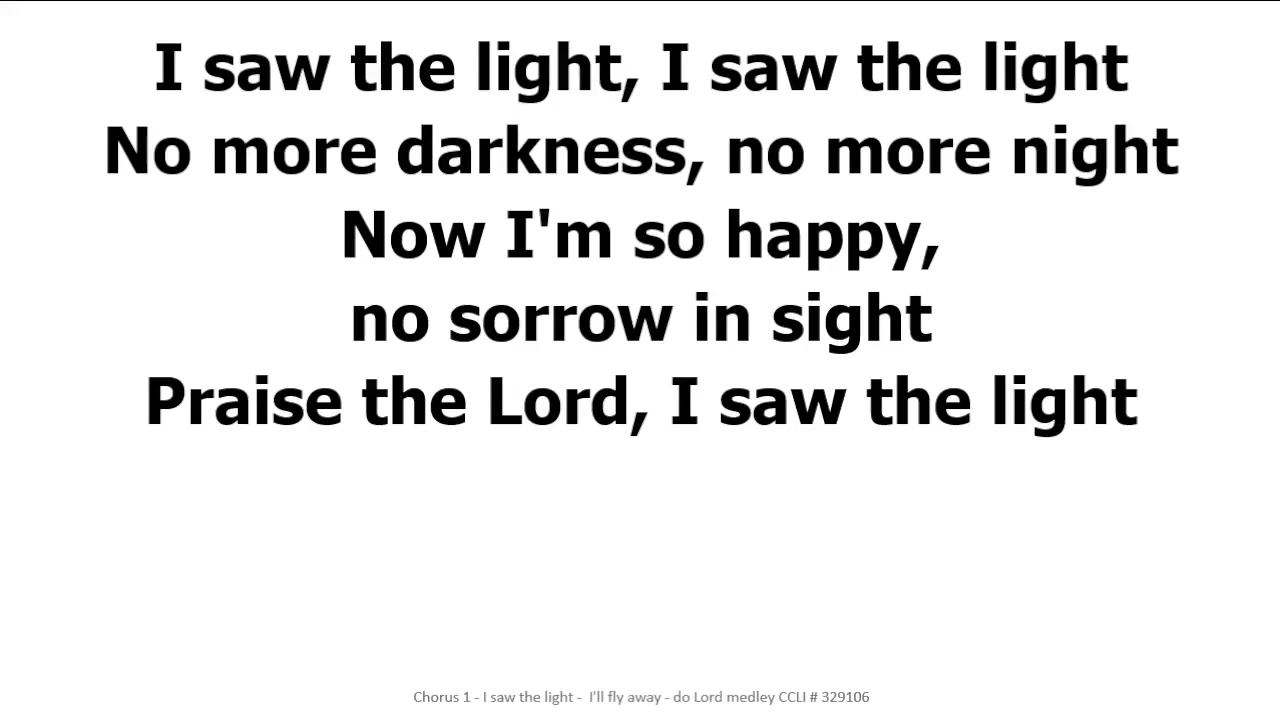 I saw the light, I saw the light
No more darkness, no more night
Now I'm so happy,
no sorrow in sight
Praise the Lord, I saw the light
Chorus 1 - I saw the light -  I'll fly away - do Lord medley CCLI # 329106